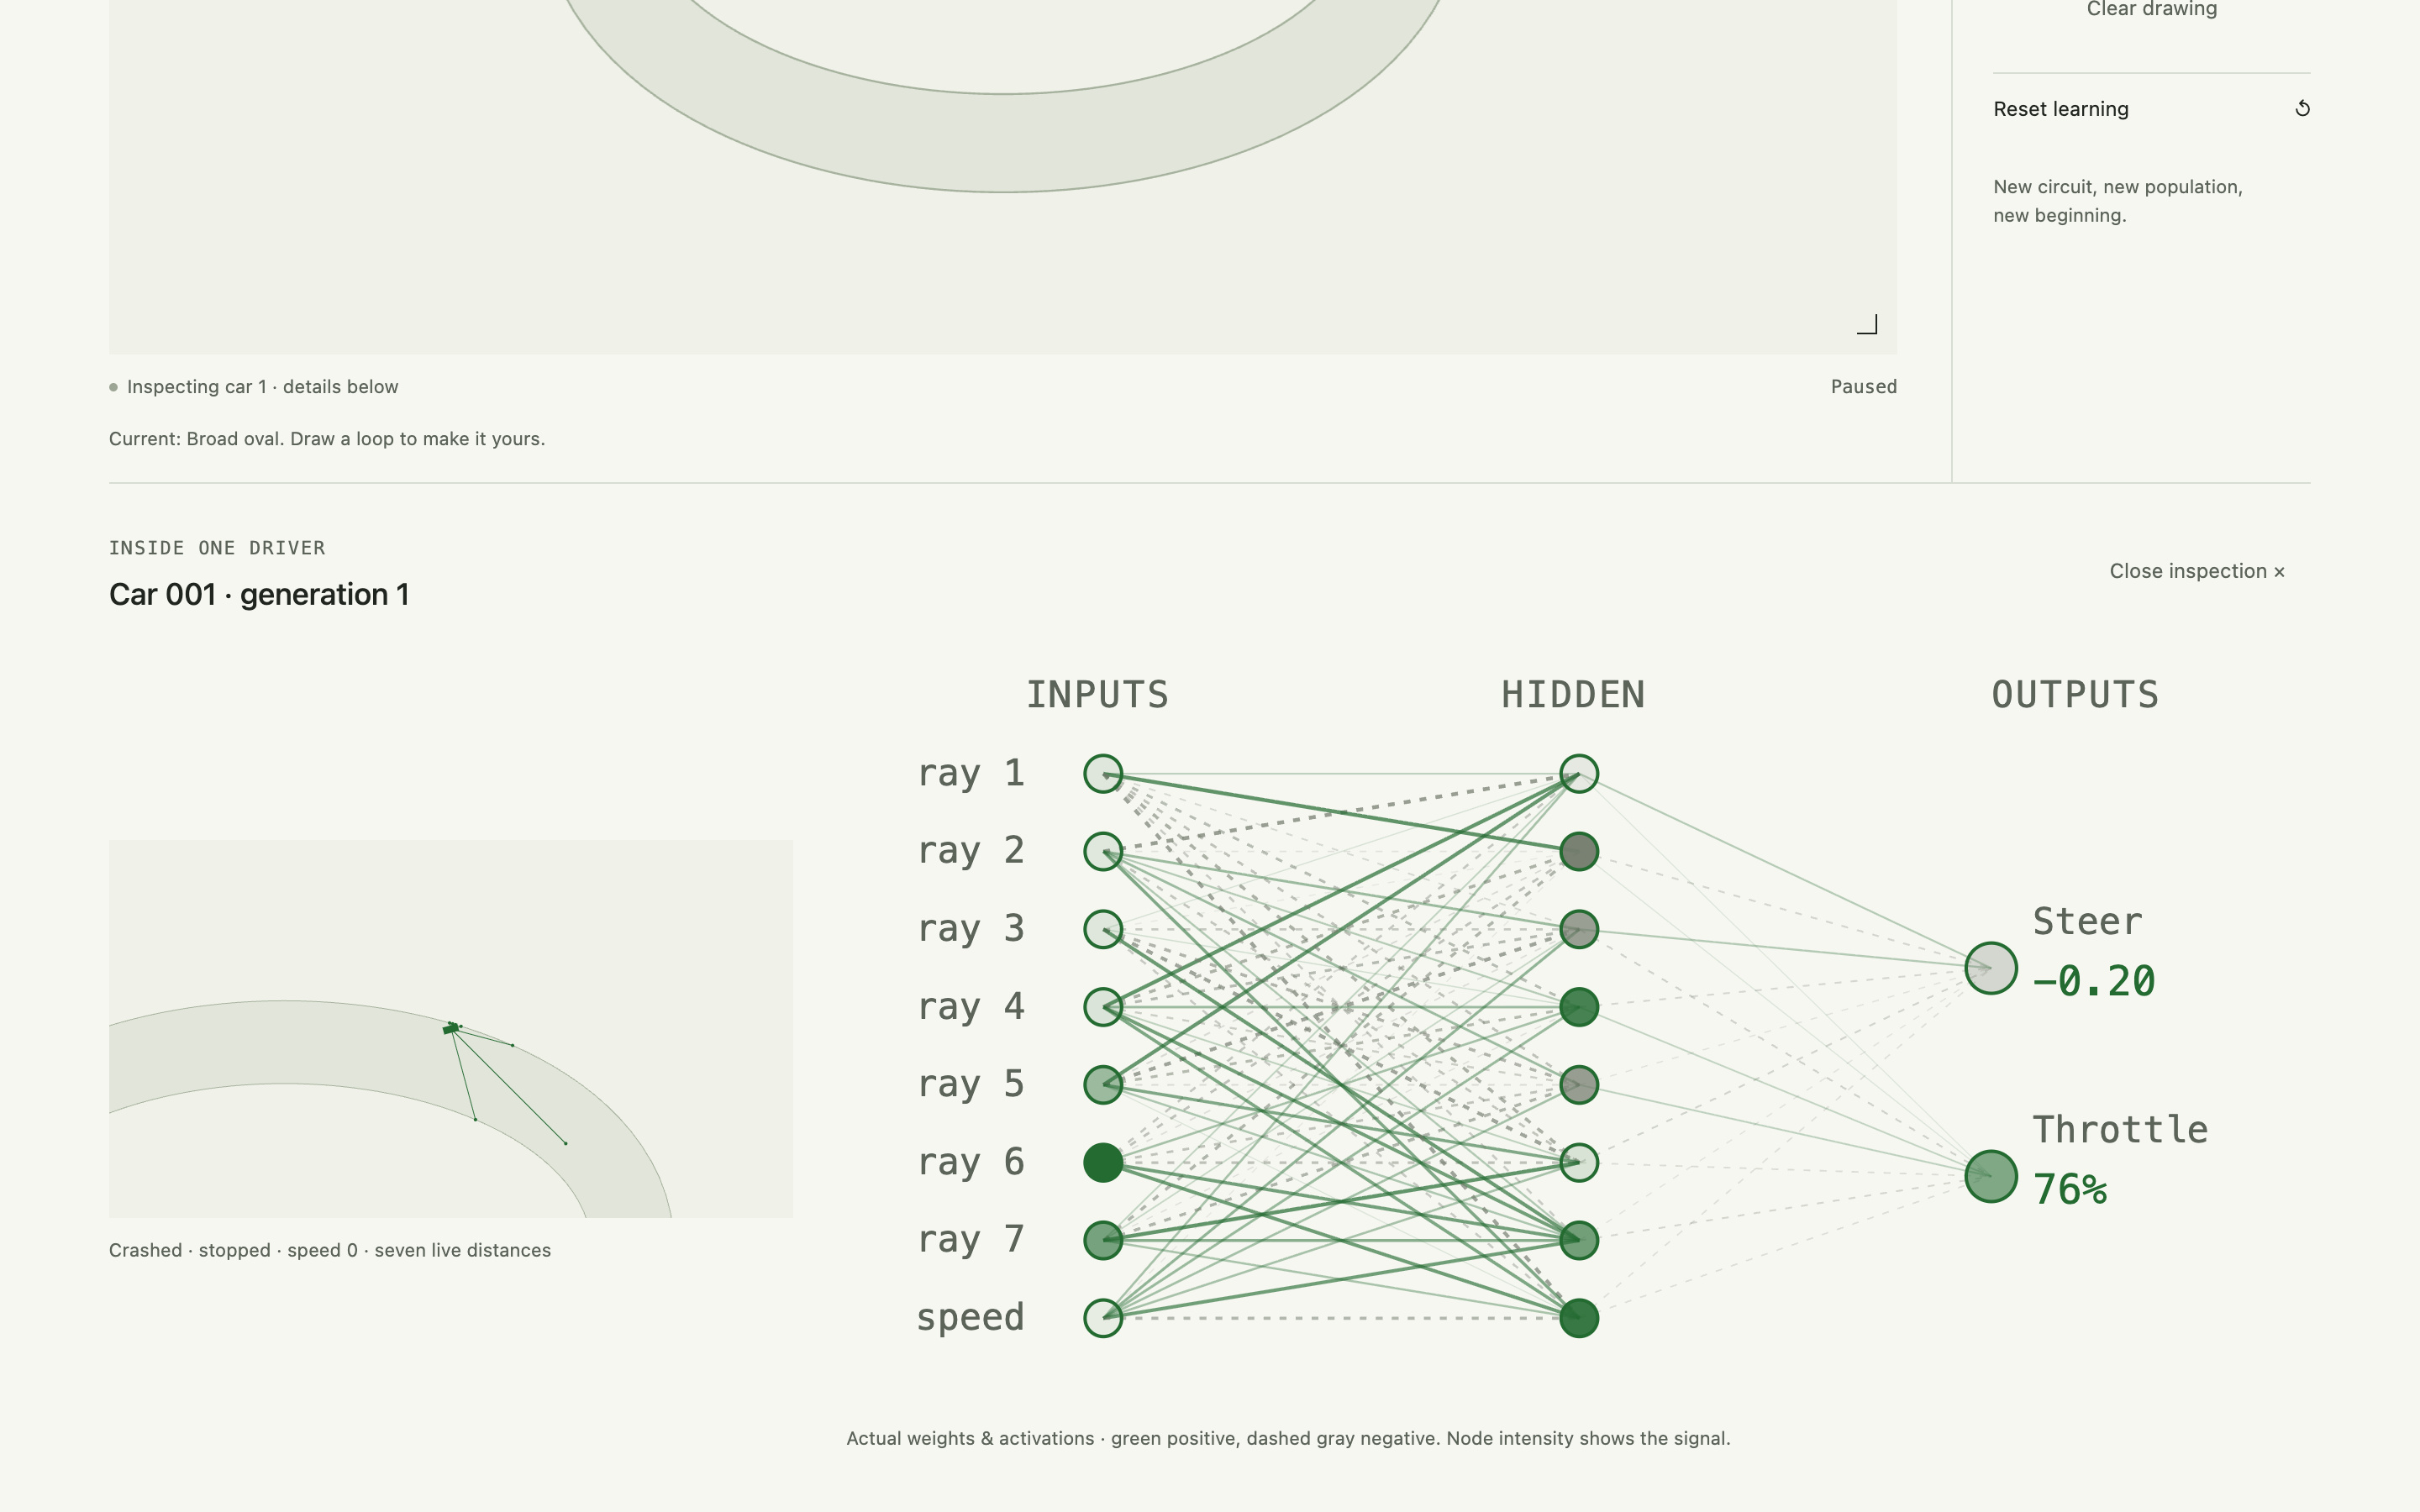 Clear drawing
Reset learning
New circuit, new population,
new beginning.
Inspecting car 1 · details below
Paused
Current: Broad oval. Draw a loop to make it yours.
INSIDE ONE DRIVER
Car 001 · generation 1
Close inspection ×
INPUTS
HIDDEN
OUTPUTS
ray 1
ray 2
ray 3
ray 4
ray 5
ray 6
ray 7
speed
Steer
−0.20
Throttle
76%
Crashed · stopped · speed 0 · seven live distances
Actual weights & activations · green positive, dashed gray negative. Node intensity shows the signal.